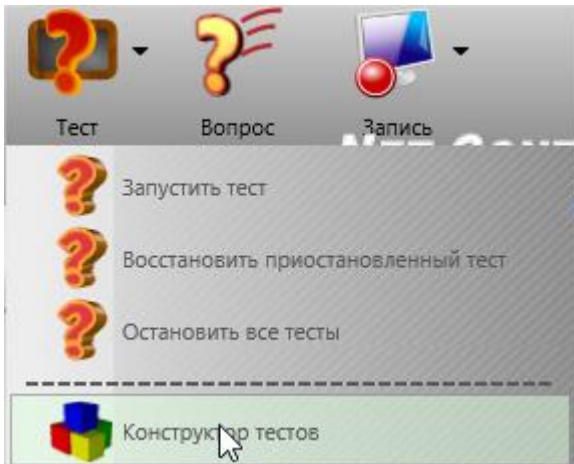 Тест Вопрос Запись
Запустить тест
Восстановить приостановленный тест
Остановить все тесты
Конструктор тестов